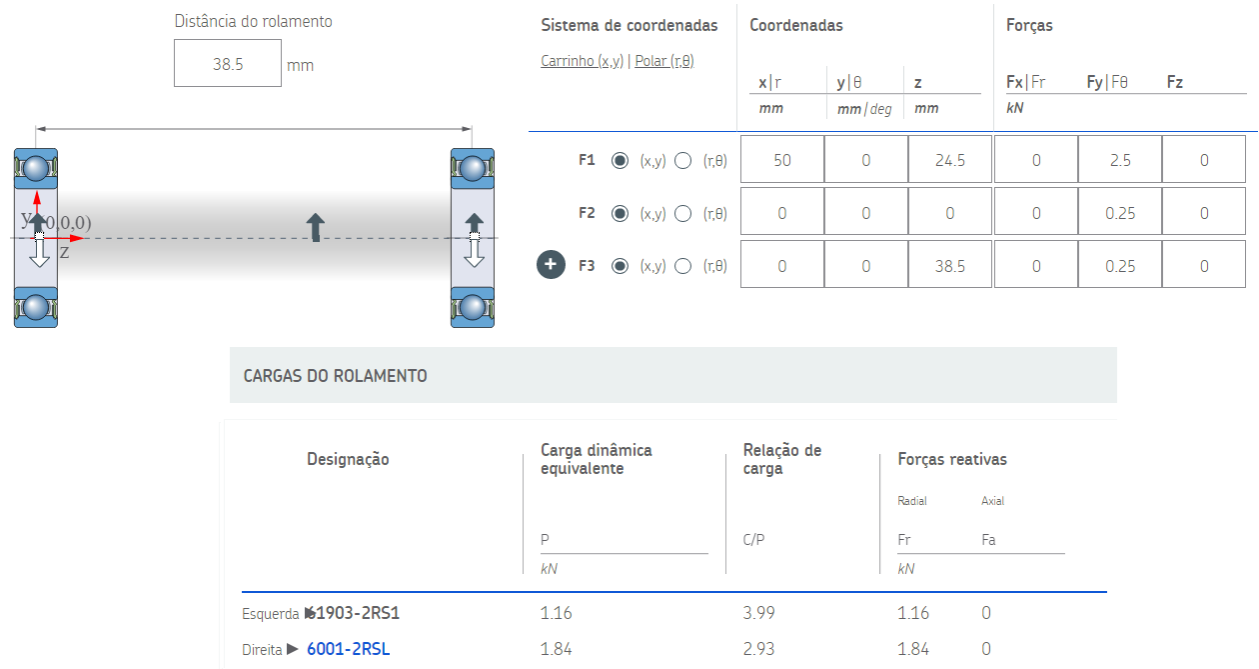 Distância do rolamento
38.5 mm
y (0,0,0)
z
Sistema de coordenadas Coordenadas Forças
Carrinho (x,y) | Polar (r,θ)
x|r y|θ z Fx|Fr Fy|Fθ Fz
mm mm/deg mm kN
F1 (x,y) (r,θ) 50 0 24.5 0 2.5 0
F2 (x,y) (r,θ) 0 0 0 0 0.25 0
+ F3 (x,y) (r,θ) 0 0 38.5 0 0.25 0
CARGAS DO ROLAMENTO
Designação Carga dinâmica equivalente Relação de carga Forças reativas
Radial Axial
P C/P Fr Fa
kN kN
Esquerda ▶ 61903-2RS1 1.16 3.99 1.16 0
Direita ▶ 6001-2RSL 1.84 2.93 1.84 0